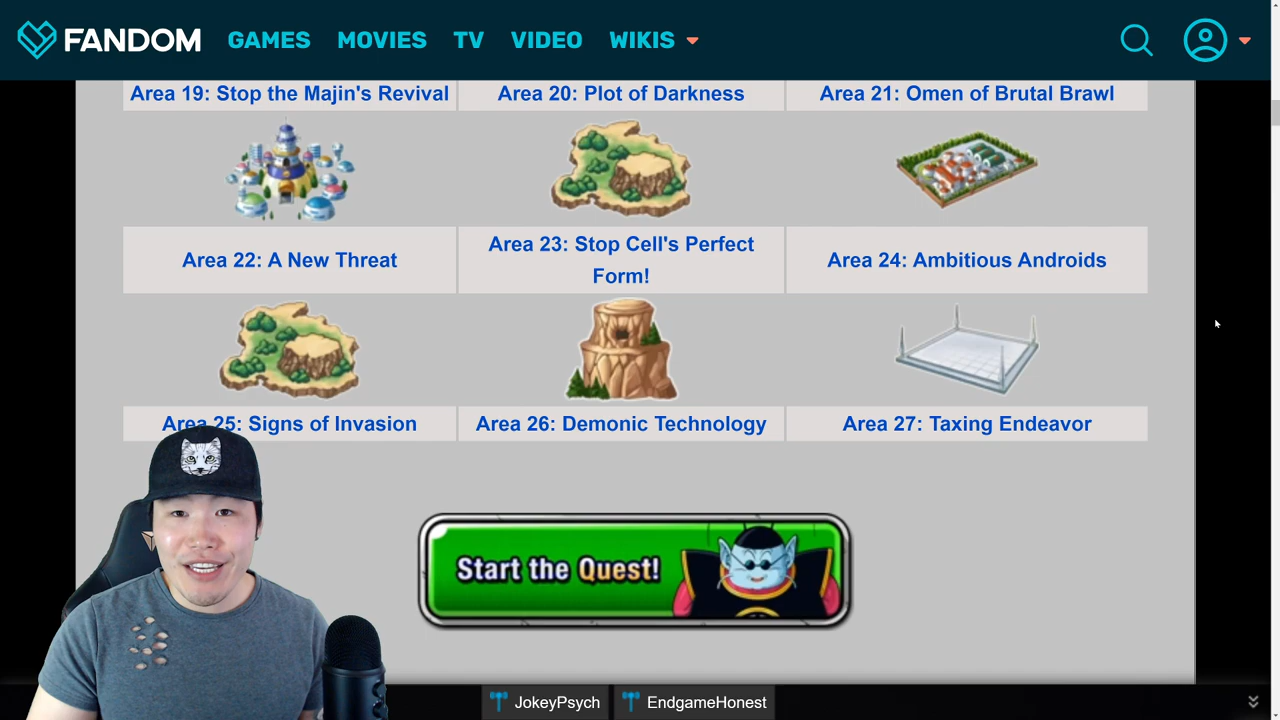 FANDOM GAMES MOVIES TV VIDEO WIKIS
Area 19: Stop the Majin's Revival Area 20: Plot of Darkness Area 21: Omen of Brutal Brawl
Area 22: A New Threat Area 23: Stop Cell's Perfect Area 24: Ambitious Androids
Form!
Area 25: Signs of Invasion Area 26: Demonic Technology Area 27: Taxing Endeavor
Start the Quest!
JokeyPsych EndgameHonest